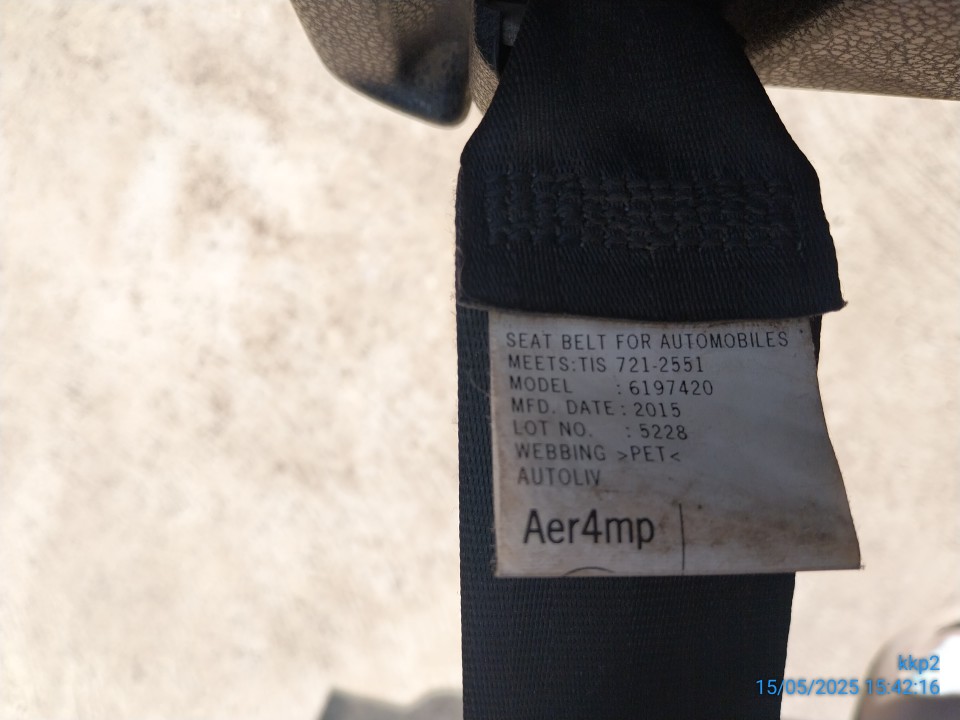 SEAT BELT FOR AUTOMOBILES
MEETS:TIS 721-2551
MODEL : 6197420
MFD. DATE : 2015
LOT NO. : 5228
WEBBING >PET<
AUTOLIV
Aer4mp
kkp2
15/05/2025 15:42:16